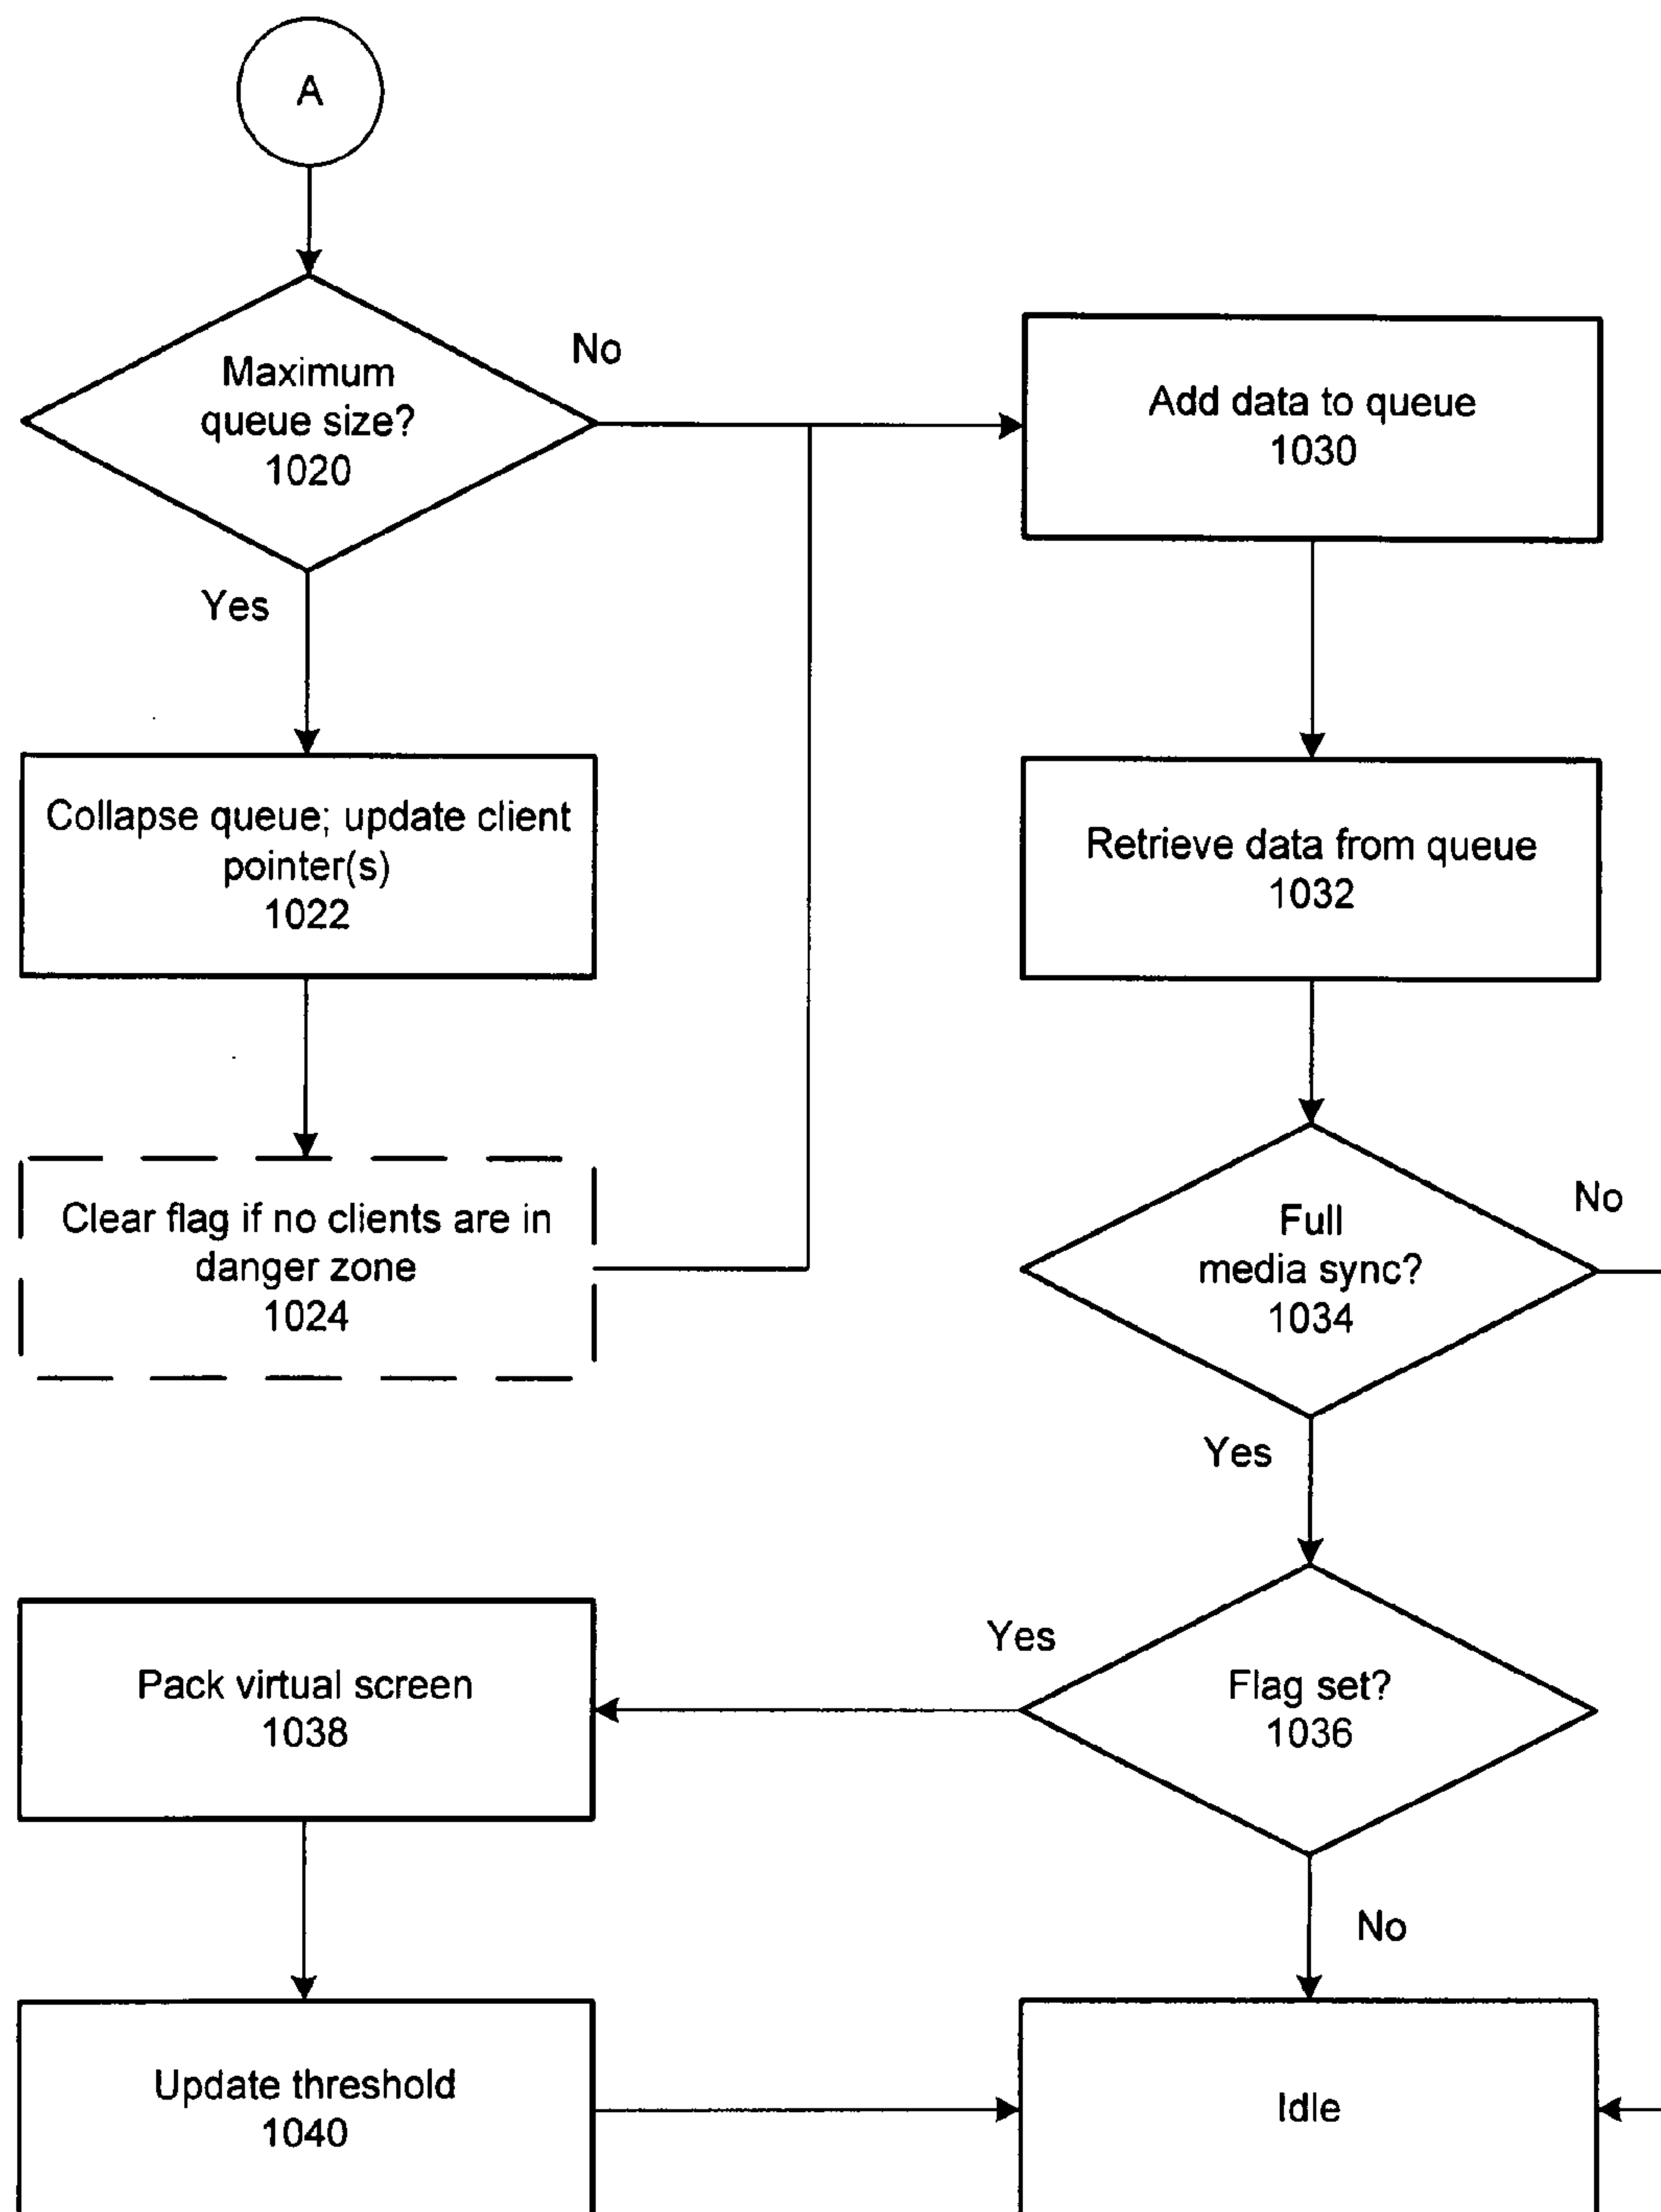 A
Maximum
queue size?
1020
No
Yes
Add data to queue
1030
Collapse queue; update client
pointer(s)
1022
Retrieve data from queue
1032
Clear flag if no clients are in
danger zone
1024
Full
media sync?
1034
No
Yes
Flag set?
1036
Yes
No
Pack virtual screen
1038
Update threshold
1040
Idle